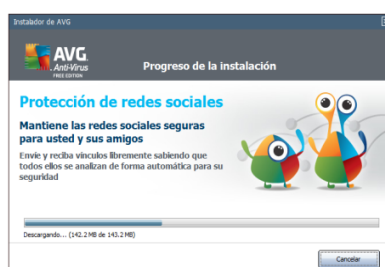 Instalador de AVG
AVG.
Anti-Virus
FREE EDITION
Progreso de la instalación
Protección de redes sociales
Mantiene las redes sociales seguras
para usted y sus amigos
Envíe y reciba vínculos libremente sabiendo que
todos ellos se analizan de forma automática para su
seguridad
Descargando... (142.2 MB de 143.2 MB)
Cancelar